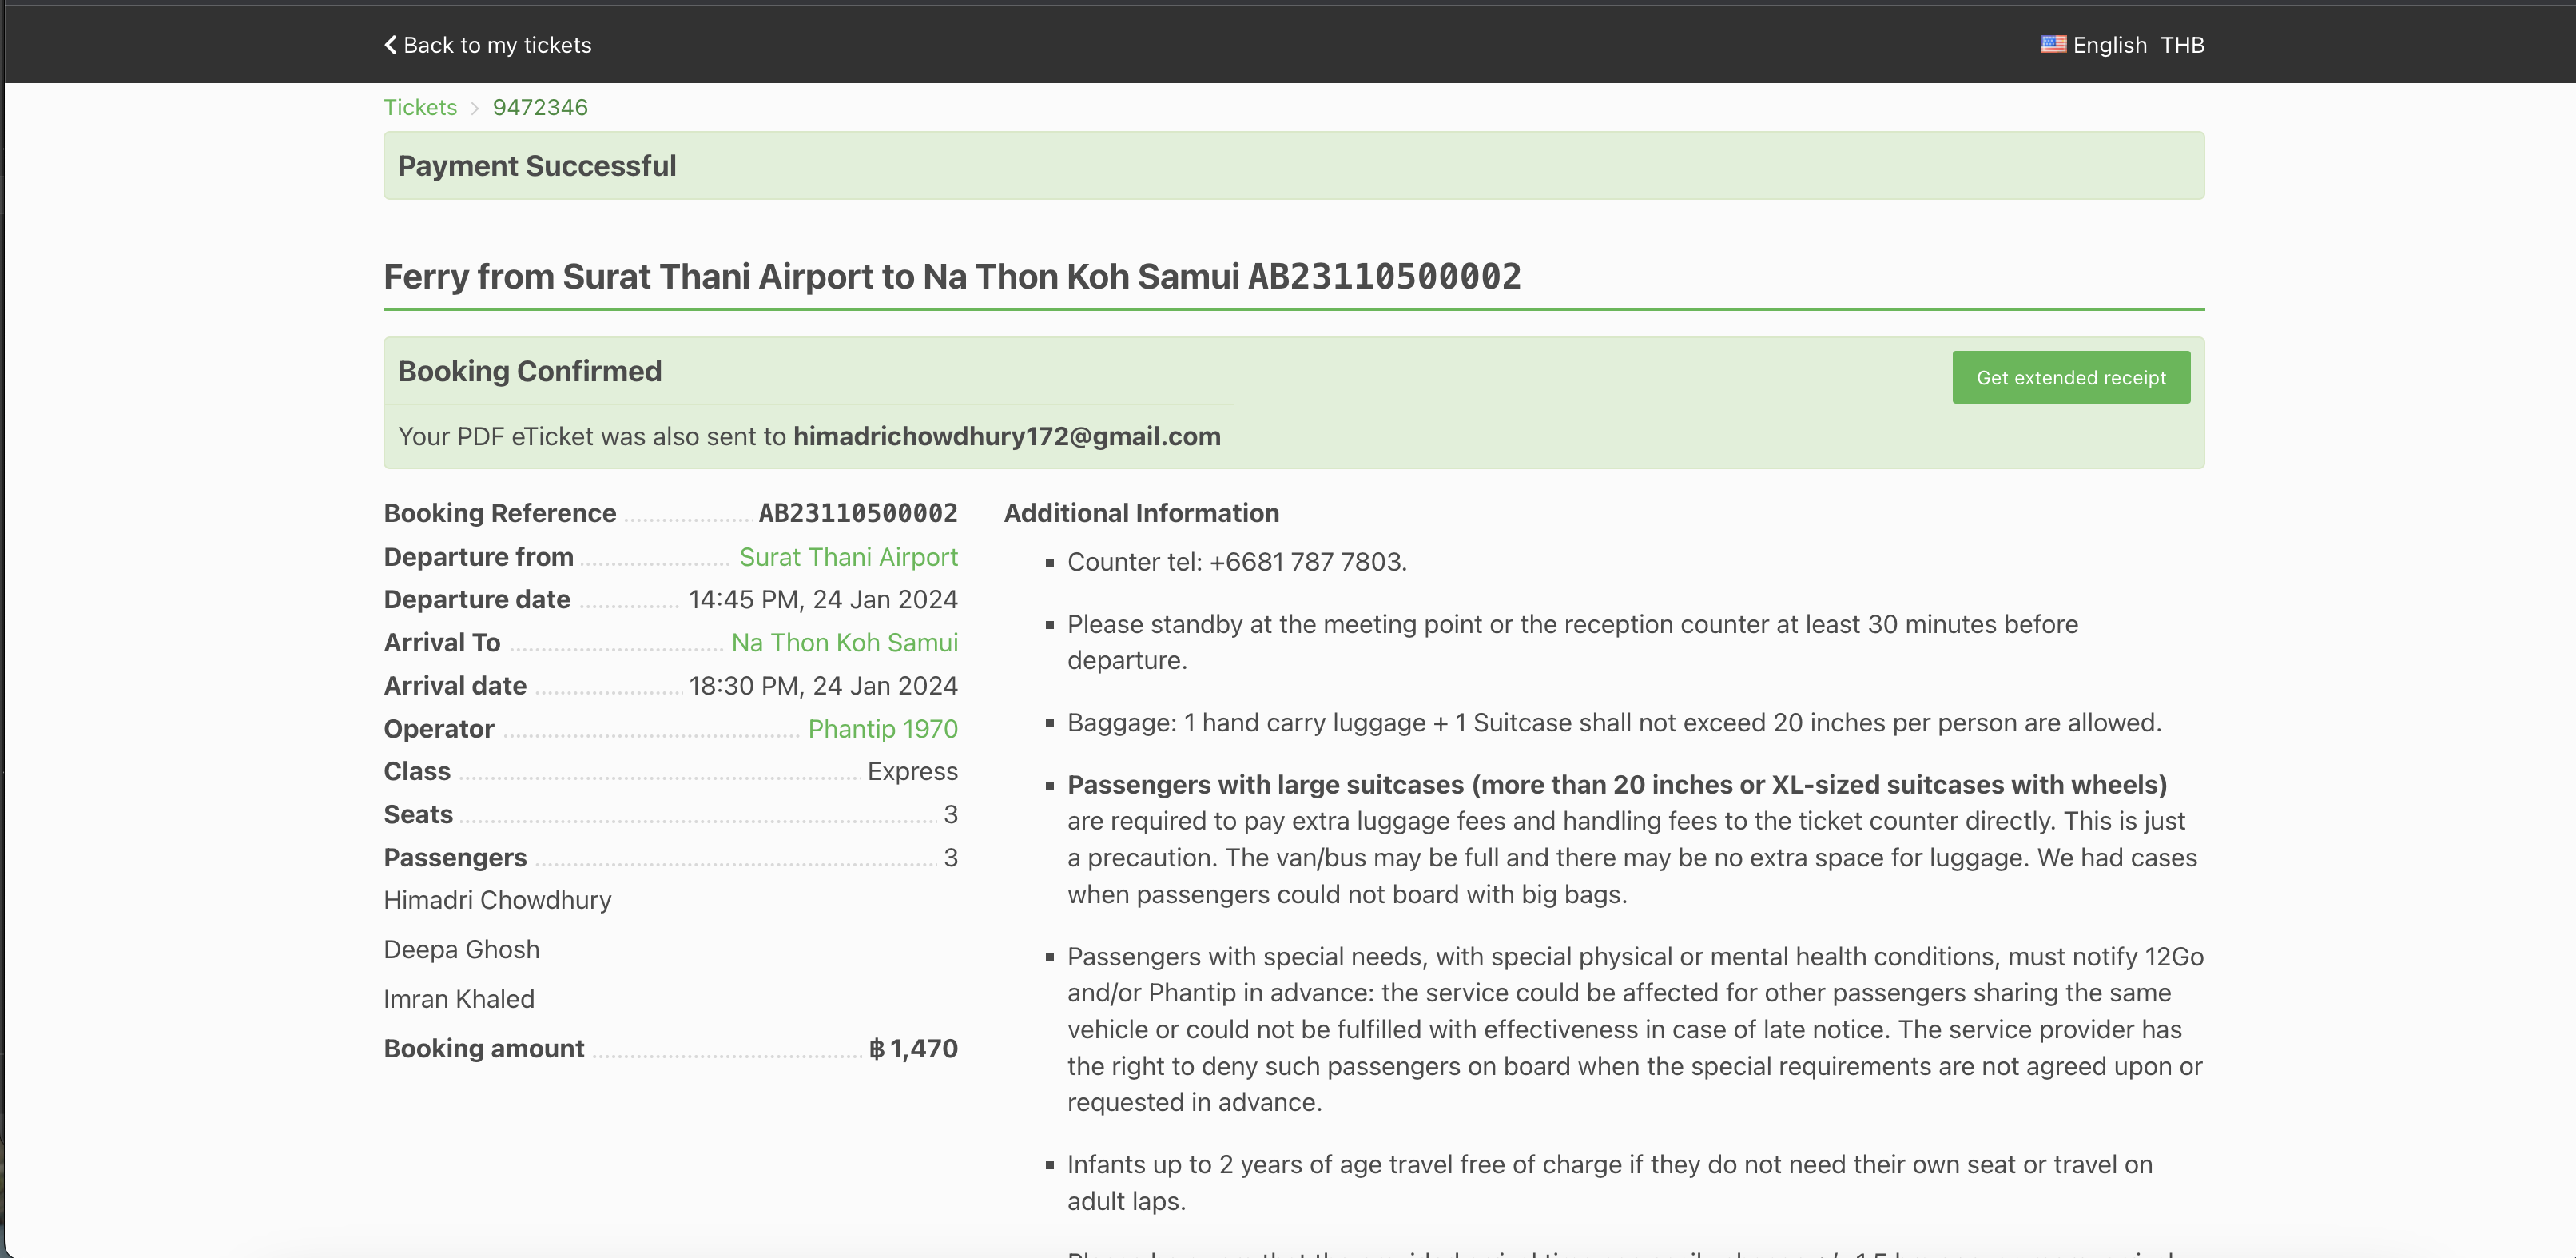 Back to my tickets
English THB
Tickets > 9472346
Payment Successful
Ferry from Surat Thani Airport to Na Thon Koh Samui AB23110500002
Booking Confirmed
Get extended receipt
Your PDF eTicket was also sent to himadrichowdhury172@gmail.com
Booking Reference AB23110500002
Departure from Surat Thani Airport
Departure date 14:45 PM, 24 Jan 2024
Arrival To Na Thon Koh Samui
Arrival date 18:30 PM, 24 Jan 2024
Operator Phantip 1970
Class Express
Seats 3
Passengers 3
Himadri Chowdhury
Deepa Ghosh
Imran Khaled
Booking amount ฿ 1,470
Additional Information
Counter tel: +6681 787 7803.
Please standby at the meeting point or the reception counter at least 30 minutes before
departure.
Baggage: 1 hand carry luggage + 1 Suitcase shall not exceed 20 inches per person are allowed.
Passengers with large suitcases (more than 20 inches or XL-sized suitcases with wheels)
are required to pay extra luggage fees and handling fees to the ticket counter directly. This is just
a precaution. The van/bus may be full and there may be no extra space for luggage. We had cases
when passengers could not board with big bags.
Passengers with special needs, with special physical or mental health conditions, must notify 12Go
and/or Phantip in advance: the service could be affected for other passengers sharing the same
vehicle or could not be fulfilled with effectiveness in case of late notice. The service provider has
the right to deny such passengers on board when the special requirements are not agreed upon or
requested in advance.
Infants up to 2 years of age travel free of charge if they do not need their own seat or travel on
adult laps.